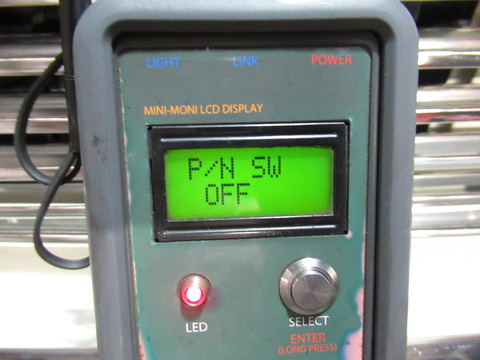 LIGHT LINK POWER
MINI-MONI LCD DISPLAY
P/N SW
OFF
LED SELECT
ENTER
(LONG PRESS)